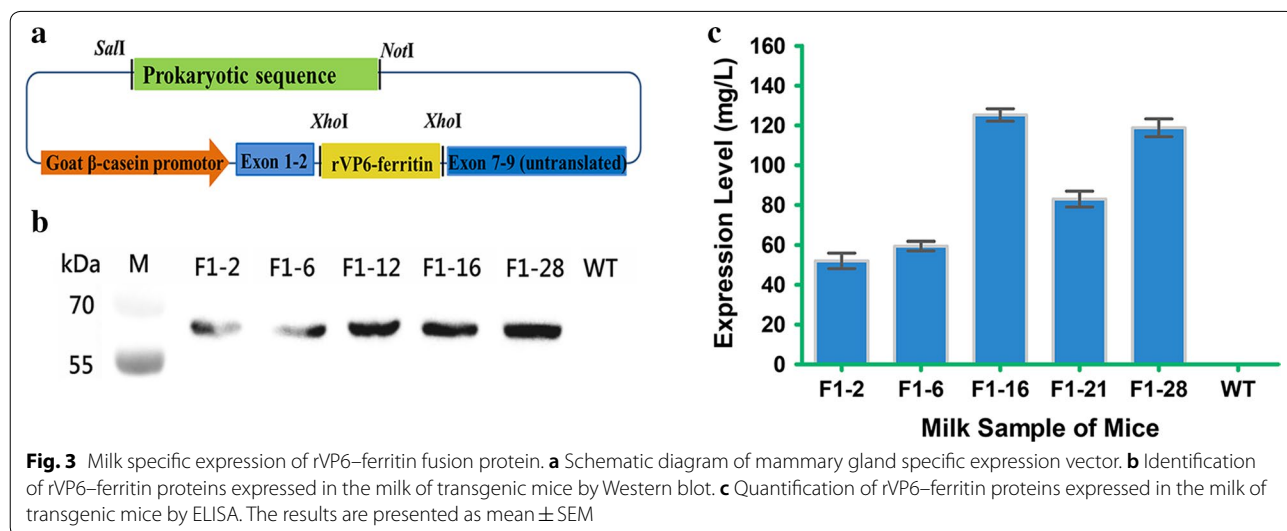 a
SalI
NotI
Prokaryotic sequence
XhoI
XhoI
Goat β-casein promotor
Exon 1-2
rVP6-ferritin
Exon 7-9 (untranslated)
b
kDa M F1-2 F1-6 F1-12 F1-16 F1-28 WT
70
55
c
Expression Level (mg/L)
160
140
120
100
80
60
40
20
0
F1-2 F1-6 F1-16 F1-21 F1-28 WT
Milk Sample of Mice
Fig. 3 Milk specific expression of rVP6–ferritin fusion protein. a Schematic diagram of mammary gland specific expression vector. b Identification
of rVP6–ferritin proteins expressed in the milk of transgenic mice by Western blot. c Quantification of rVP6–ferritin proteins expressed in the milk of
transgenic mice by ELISA. The results are presented as mean ± SEM